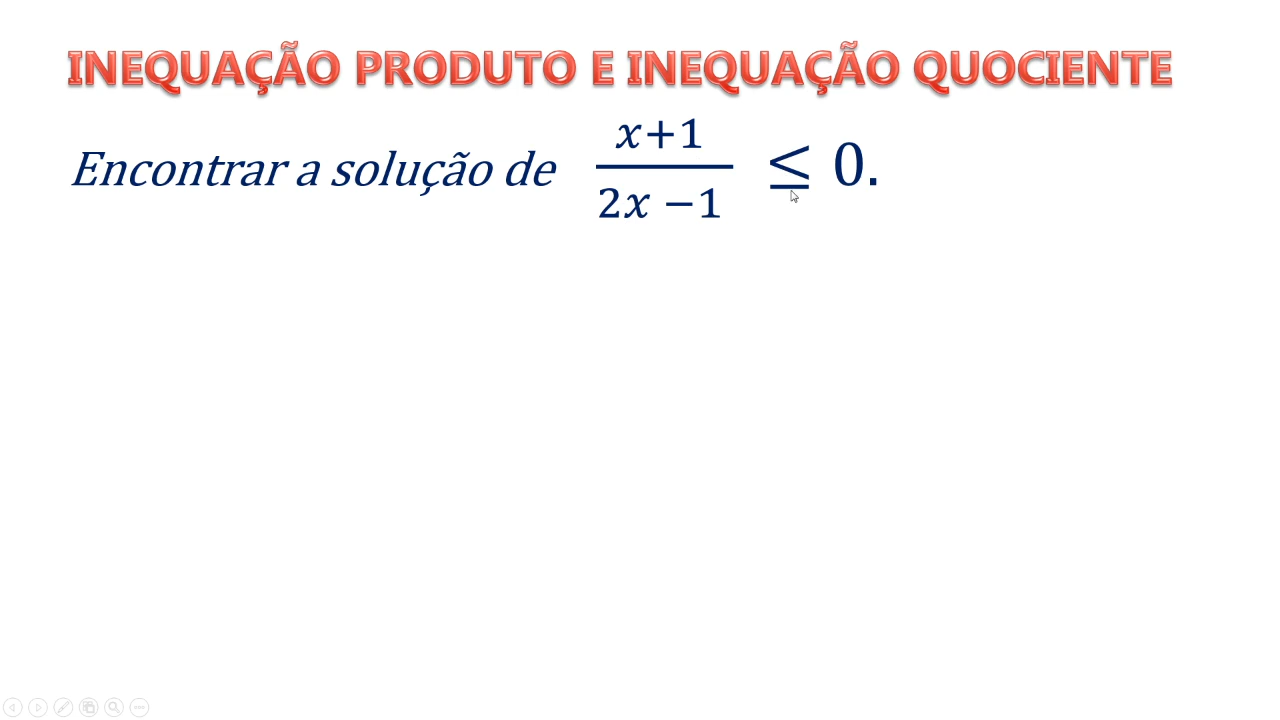 INEQUAÇÃO PRODUTO E INEQUAÇÃO QUOCIENTE
Encontrar a solução de (x+1)/(2x −1) ≤ 0.